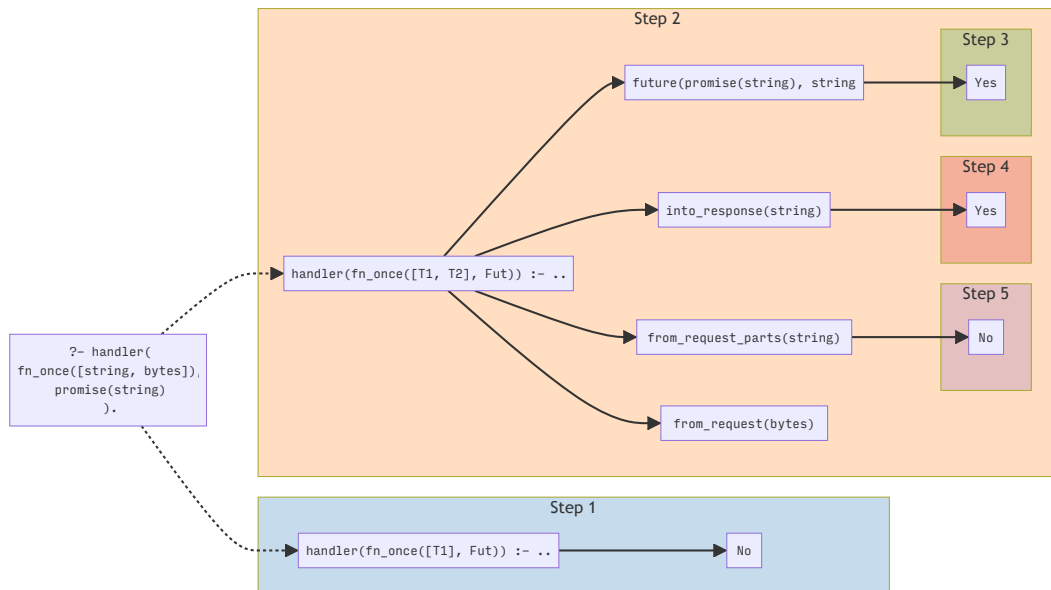 Step 2
Step 3
future(promise(string), string
Yes
Step 4
into_response(string)
Yes
handler(fn_once([T1, T2], Fut)) :- ..
Step 5
from_request_parts(string)
No
?- handler(
fn_once([string, bytes]),
promise(string)
).
from_request(bytes)
Step 1
handler(fn_once([T1], Fut)) :- ..
No